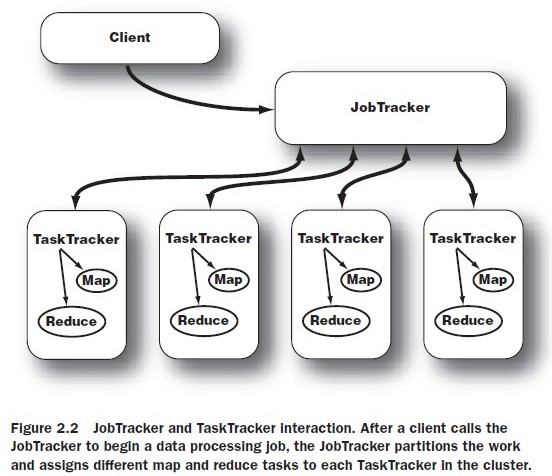 Client
JobTracker
TaskTracker TaskTracker TaskTracker TaskTracker
Map Map Map Map
Reduce Reduce Reduce Reduce
Figure 2.2 JobTracker and TaskTracker interaction. After a client calls the
JobTracker to begin a data processing job, the JobTracker partitions the work
and assigns different map and reduce tasks to each TaskTracker in the cluster.